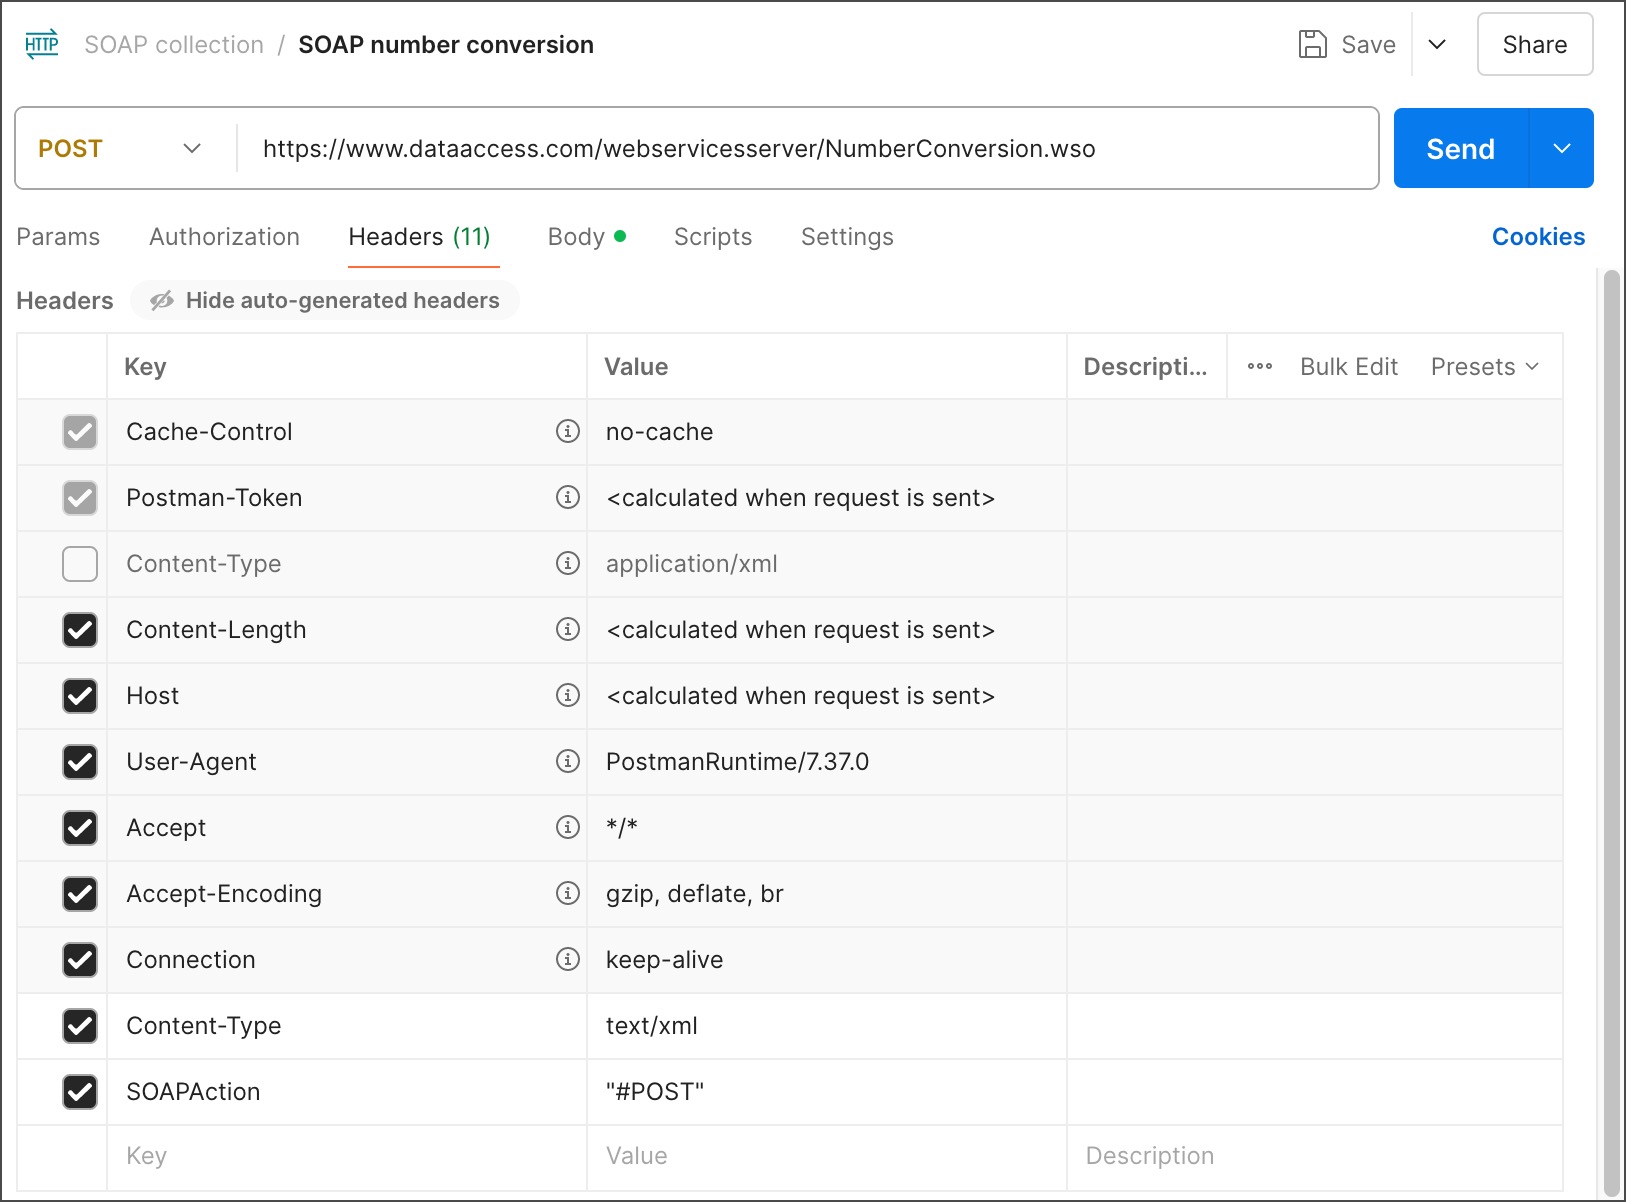 HTTP SOAP collection / SOAP number conversion Save Share
POST https://www.dataaccess.com/webservicesserver/NumberConversion.wso Send
Params Authorization Headers (11) Body Scripts Settings Cookies
Headers Hide auto-generated headers
Key Value Descripti... Bulk Edit Presets
Cache-Control no-cache
Postman-Token <calculated when request is sent>
Content-Type application/xml
Content-Length <calculated when request is sent>
Host <calculated when request is sent>
User-Agent PostmanRuntime/7.37.0
Accept */*
Accept-Encoding gzip, deflate, br
Connection keep-alive
Content-Type text/xml
SOAPAction "#POST"
Key Value Description